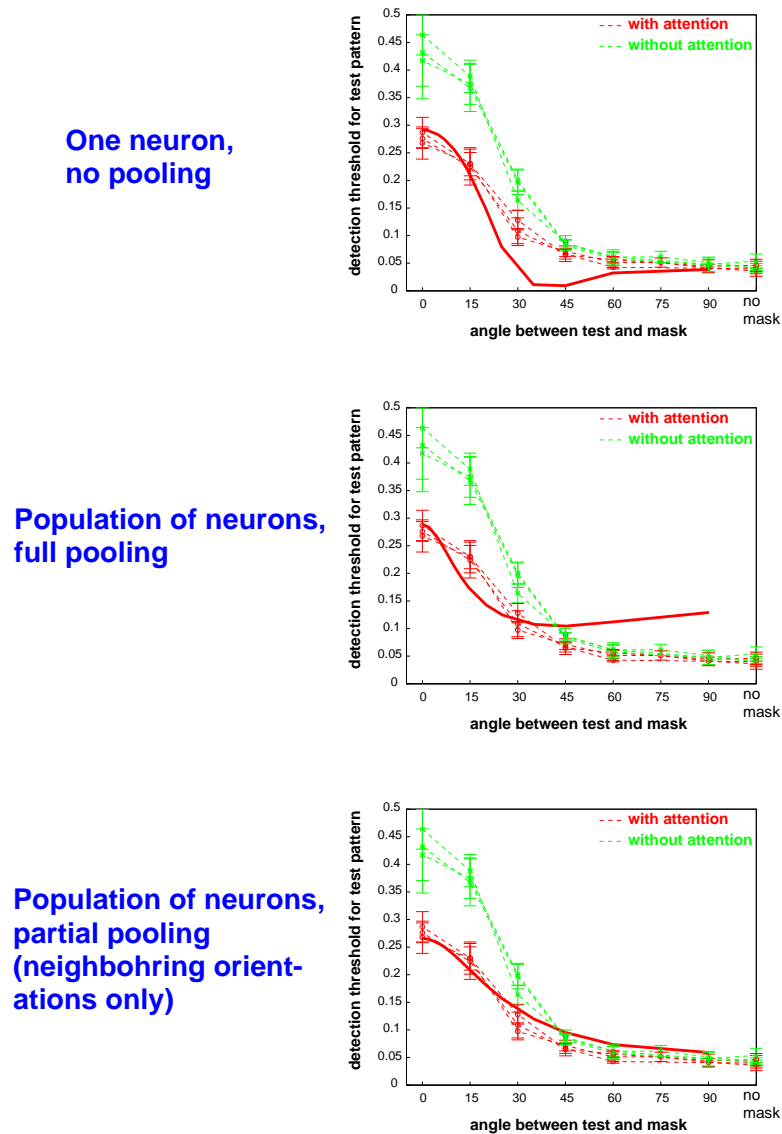 One neuron,
no pooling
detection threshold for test pattern
0.5
0.45
0.4
0.35
0.3
0.25
0.2
0.15
0.1
0.05
0
with attention
without attention
0 15 30 45 60 75 90 no
mask
angle between test and mask
Population of neurons,
full pooling
detection threshold for test pattern
0.5
0.45
0.4
0.35
0.3
0.25
0.2
0.15
0.1
0.05
0
with attention
without attention
0 15 30 45 60 75 90 no
mask
angle between test and mask
Population of neurons,
partial pooling
(neighbohring orient-
ations only)
detection threshold for test pattern
0.5
0.45
0.4
0.35
0.3
0.25
0.2
0.15
0.1
0.05
0
with attention
without attention
0 15 30 45 60 75 90 no
mask
angle between test and mask